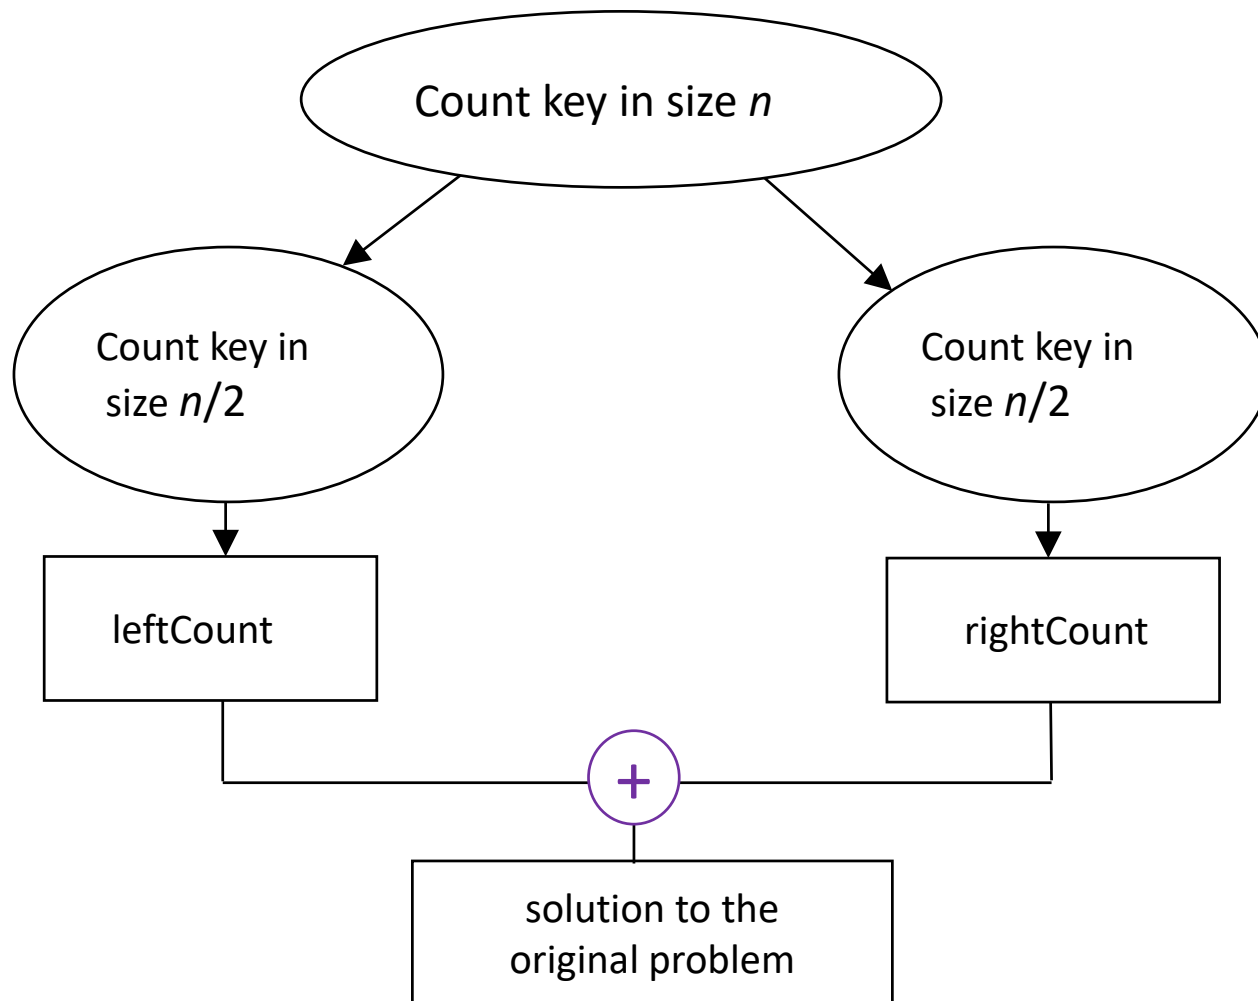 Count key in size n
Count key in
size n/2
Count key in
size n/2
leftCount
rightCount
+
solution to the
original problem